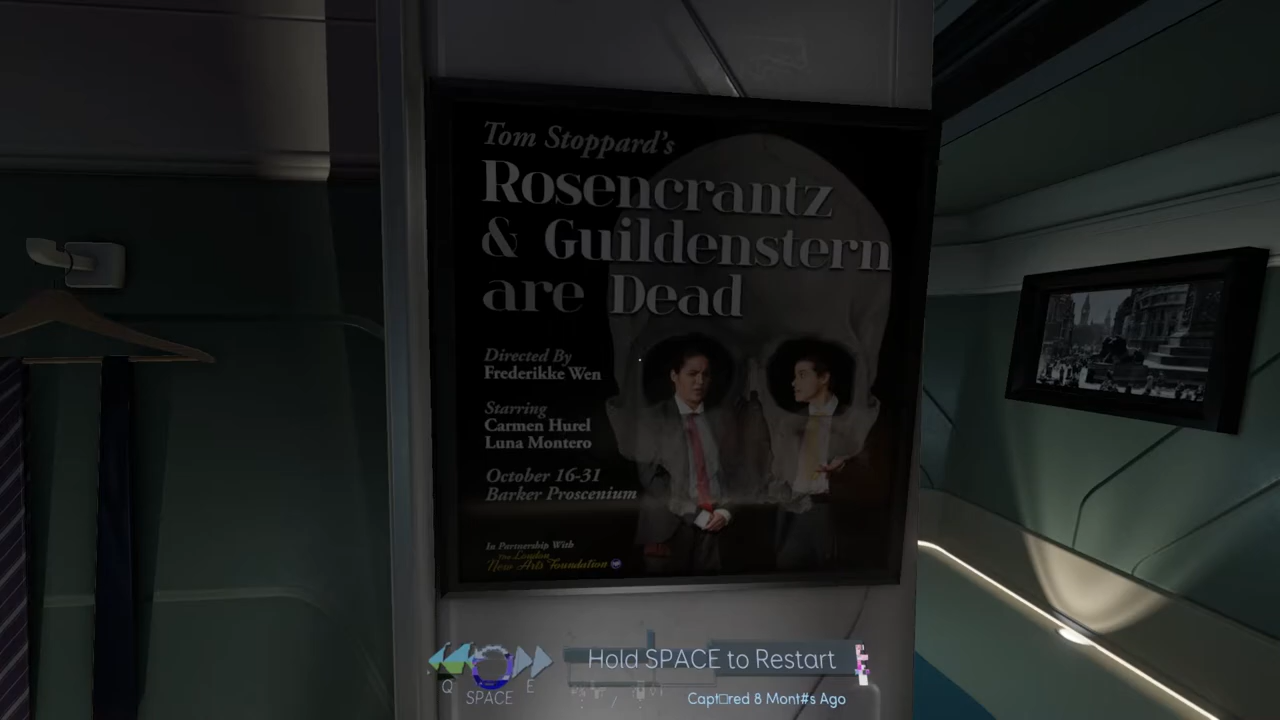 Tom Stoppard's
Rosencrantz
& Guildenstern
are Dead
Directed By
Frederikke Wen
Starring
Carmen Hurel
Luna Montero
October 16-31
Barker Proscenium
In Partnership With
The London
New Arts Foundation
Hold SPACE to Restart
Q
SPACE
E
Capt□red 8 Mont#s Ago